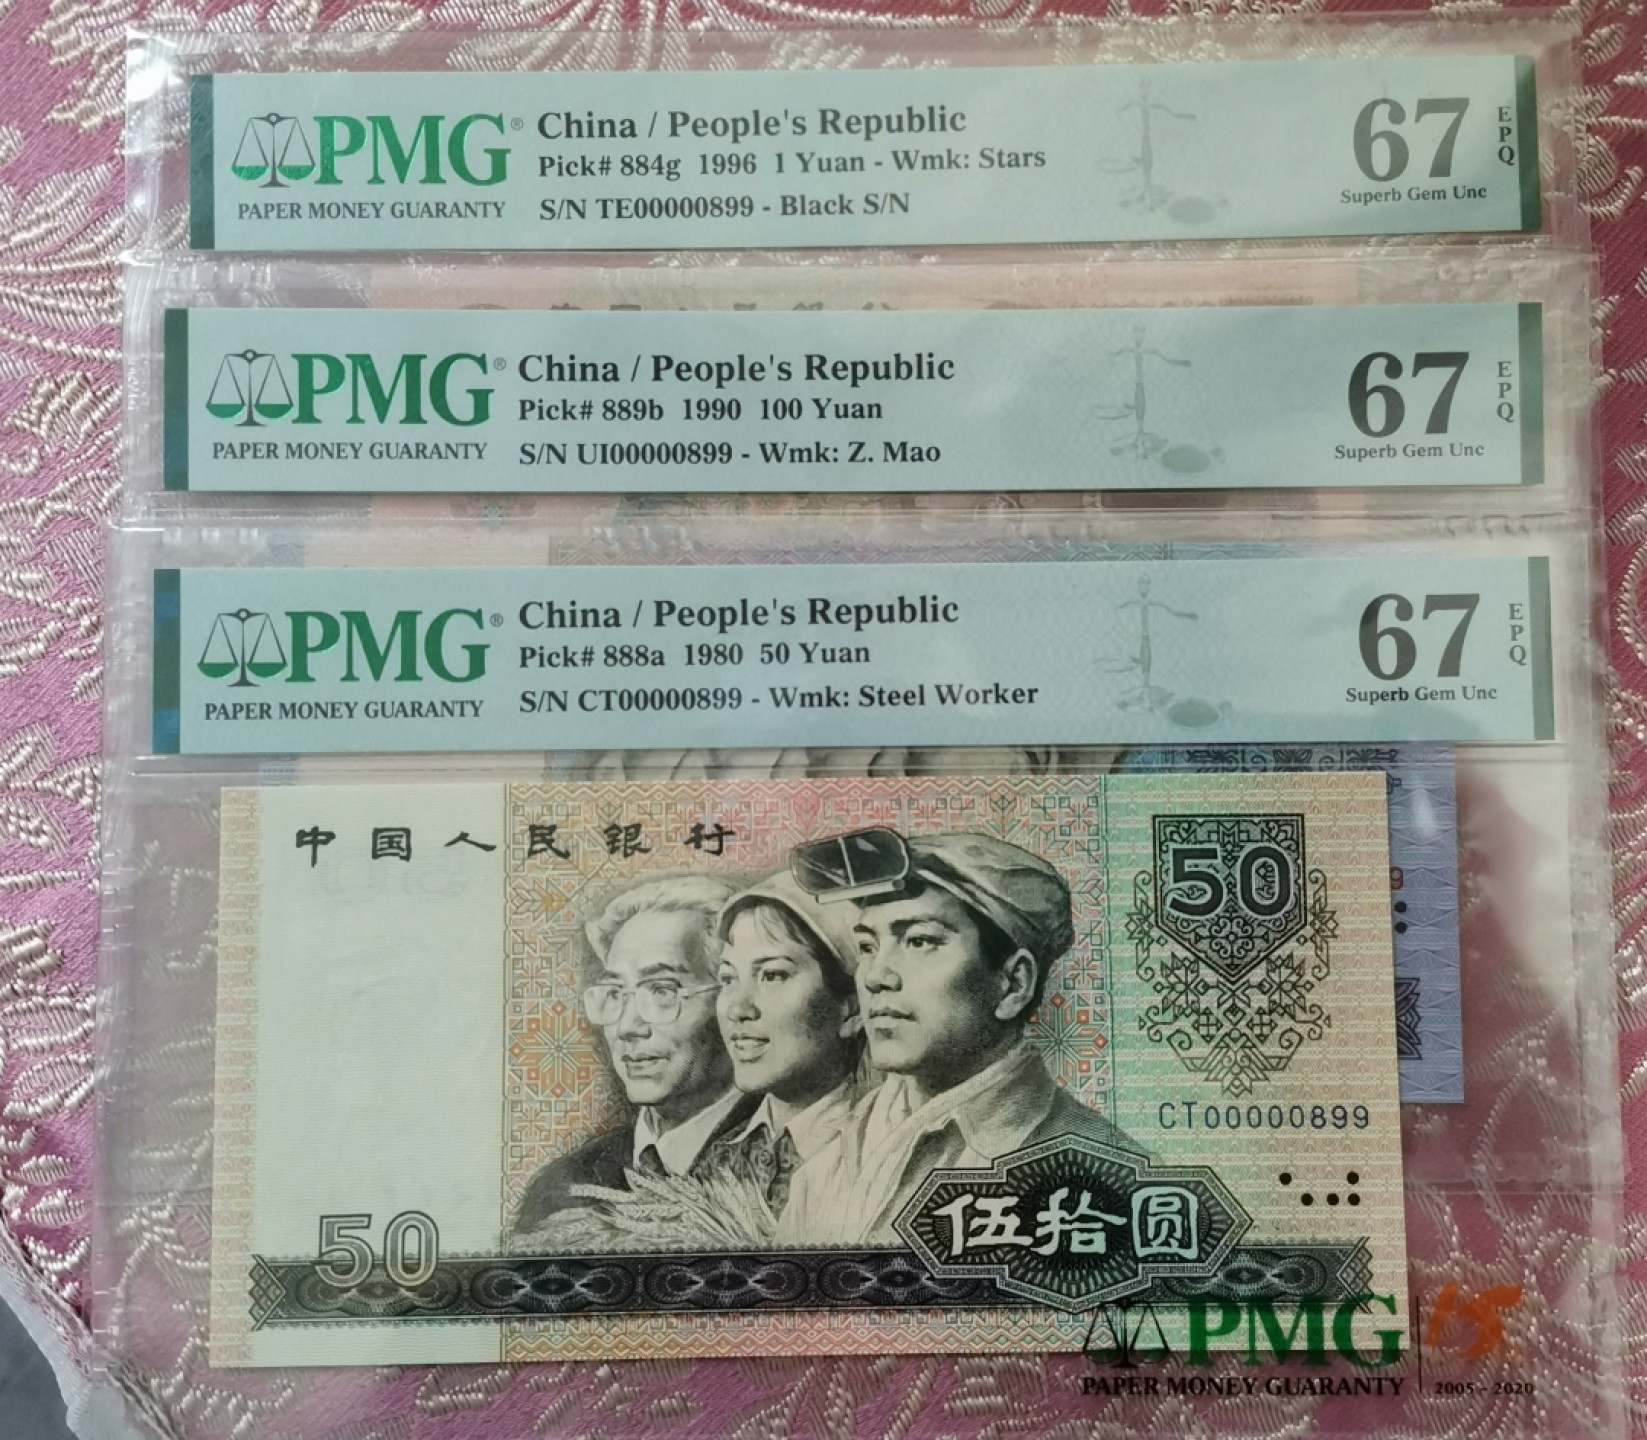 PMG® China / People's Republic 67 EPQ
Pick# 884g 1996 1 Yuan - Wmk: Stars
Superb Gem Unc
PAPER MONEY GUARANTY S/N TE00000899 - Black S/N
PMG® China / People's Republic 67 EPQ
Pick# 889b 1990 100 Yuan
PAPER MONEY GUARANTY S/N UI00000899 - Wmk: Z. Mao Superb Gem Unc
PMG® China / People's Republic 67 EPQ
Pick# 888a 1980 50 Yuan
PAPER MONEY GUARANTY S/N CT00000899 - Wmk: Steel Worker Superb Gem Unc
中国人民银行
50
9
CT00000899
伍拾圆
50
PMG 15
PAPER MONEY GUARANTY 2005 - 2020